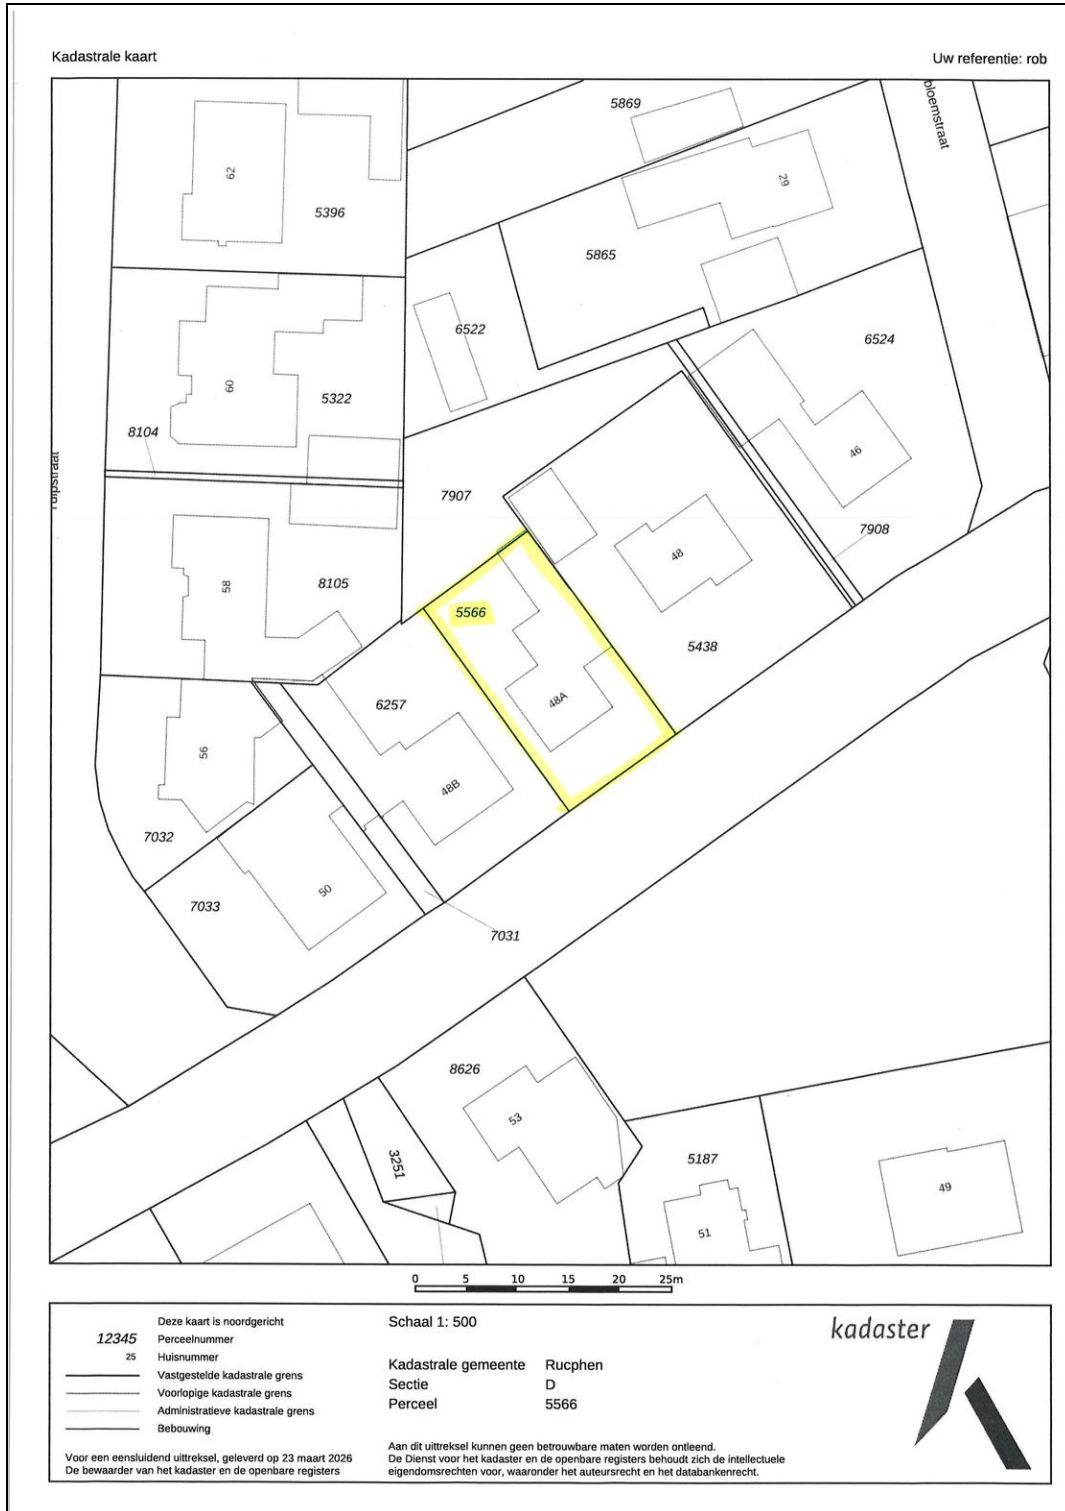 Kadastrale kaart
Uw referentie: rob
5869
bloemstraat
62
29
5396
5865
6522
6524
60
5322
8104
46
7907
7908
48
58
8105
5566
5438
48A
6257
56
48B
7032
50
7033
7031
8626
53
3251
5187
49
51
0 5 10 15 20 25m
Deze kaart is noordgericht
12345 Perceelnummer
25 Huisnummer
Vastgestelde kadastrale grens
Voorlopige kadastrale grens
Administratieve kadastrale grens
Bebouwing
Voor een eensluidend uittreksel, geleverd op 23 maart 2026
De bewaarder van het kadaster en de openbare registers
Schaal 1: 500
Kadastrale gemeente Rucphen
Sectie D
Perceel 5566
Aan dit uittreksel kunnen geen betrouwbare maten worden ontleend.
De Dienst voor het kadaster en de openbare registers behoudt zich de intellectuele
eigendomsrechten voor, waaronder het auteursrecht en het databankenrecht.
kadaster